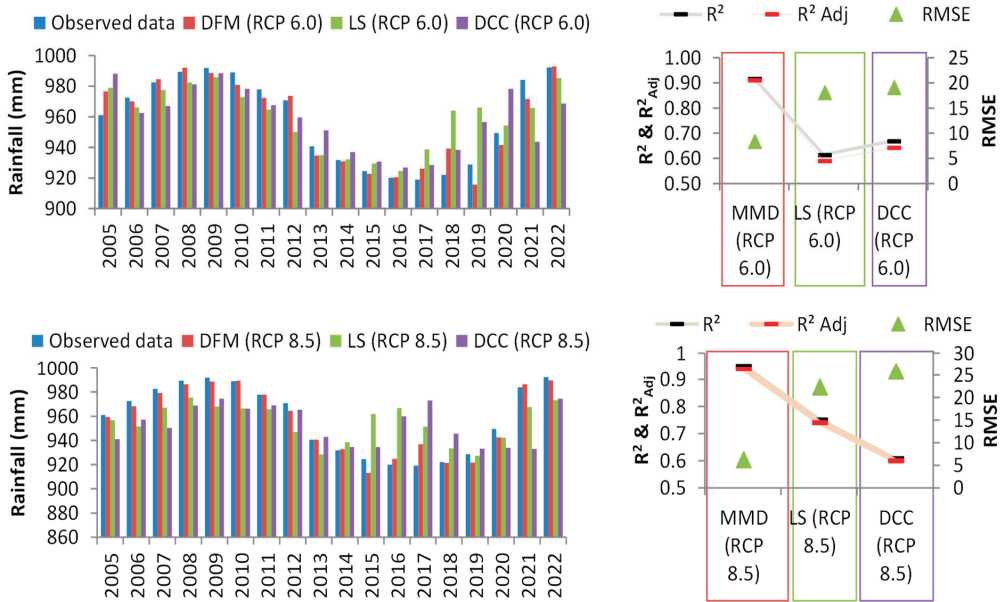 Observed data DFM (RCP 6.0) LS (RCP 6.0) DCC (RCP 6.0)
Rainfall (mm)
1000
980
960
940
920
900
2005 2006 2007 2008 2009 2010 2011 2012 2013 2014 2015 2016 2017 2018 2019 2020 2021 2022
R² R² Adj RMSE
R² & R²Adj
1.00
0.90
0.80
0.70
0.60
0.50
25
20
15
10
5
0
RMSE
MMD (RCP 6.0)
LS (RCP 6.0)
DCC (RCP 6.0)
Observed data DFM (RCP 8.5) LS (RCP 8.5) DCC (RCP 8.5)
Rainfall (mm)
1000
980
960
940
920
900
880
860
2005 2006 2007 2008 2009 2010 2011 2012 2013 2014 2015 2016 2017 2018 2019 2020 2021 2022
R² R² Adj RMSE
R² & R²Adj
1
0.9
0.8
0.7
0.6
0.5
30
25
20
15
10
5
0
RMSE
MMD (RCP 8.5)
LS (RCP 8.5)
DCC (RCP 8.5)